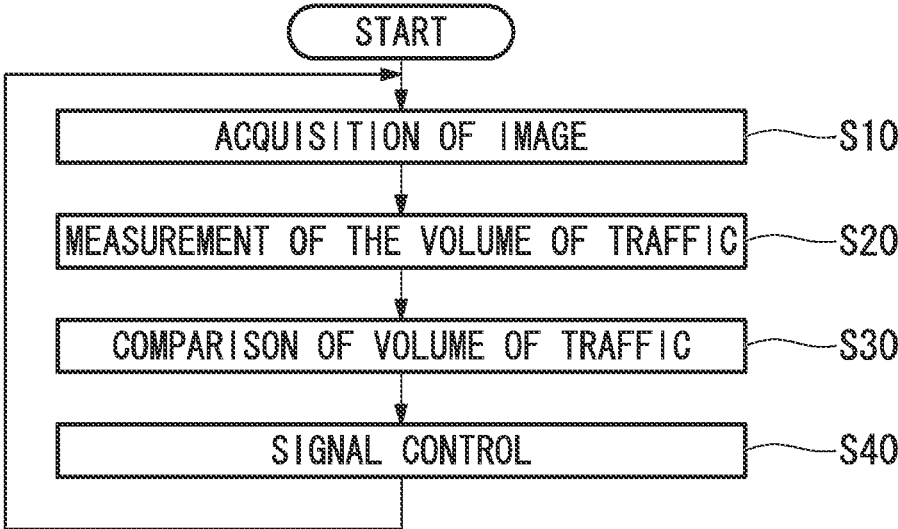 START
ACQUISITION OF IMAGE
S10
MEASUREMENT OF THE VOLUME OF TRAFFIC
S20
COMPARISON OF VOLUME OF TRAFFIC
S30
SIGNAL CONTROL
S40